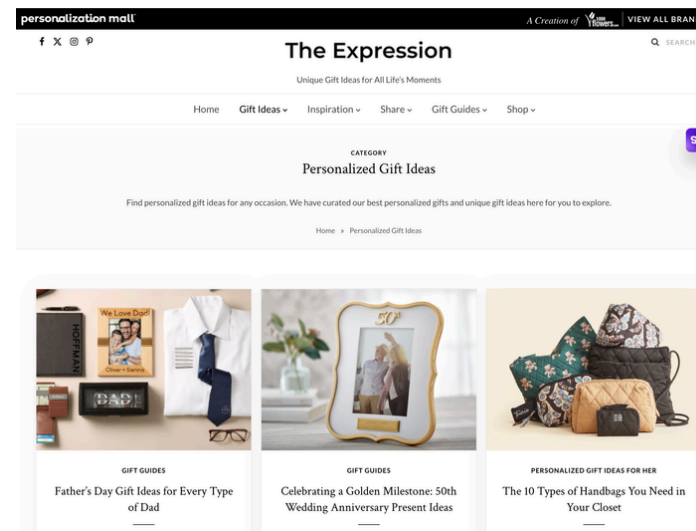 personalization mall
A Creation of 1800 flowers.com VIEW ALL BRAN
The Expression
SEARCH
Unique Gift Ideas for All Life's Moments
Home Gift Ideas Inspiration Share Gift Guides Shop
CATEGORY
Personalized Gift Ideas
Find personalized gift ideas for any occasion. We have curated our best personalized gifts and unique gift ideas here for you to explore.
Home » Personalized Gift Ideas
We Love Dad!
HOFFMAN
Oliver • Sienna
DAD
50th
GIFT GUIDES
Father's Day Gift Ideas for Every Type
of Dad
GIFT GUIDES
Celebrating a Golden Milestone: 50th
Wedding Anniversary Present Ideas
PERSONALIZED GIFT IDEAS FOR HER
The 10 Types of Handbags You Need in
Your Closet